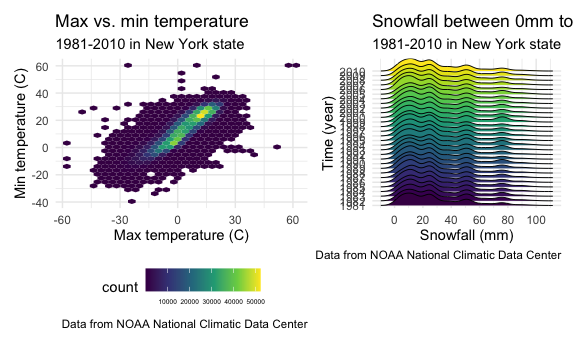 Max vs. min temperature
1981-2010 in New York state
Min temperature (C)
60
40
20
0
-20
-40
-60 -30 0 30 60
Max temperature (C)
count
10000 20000 30000 40000 50000
Data from NOAA National Climatic Data Center
Snowfall between 0mm to
1981-2010 in New York state
Time (year)
2010
1981
0 20 40 60 80 100
Snowfall (mm)
Data from NOAA National Climatic Data Center